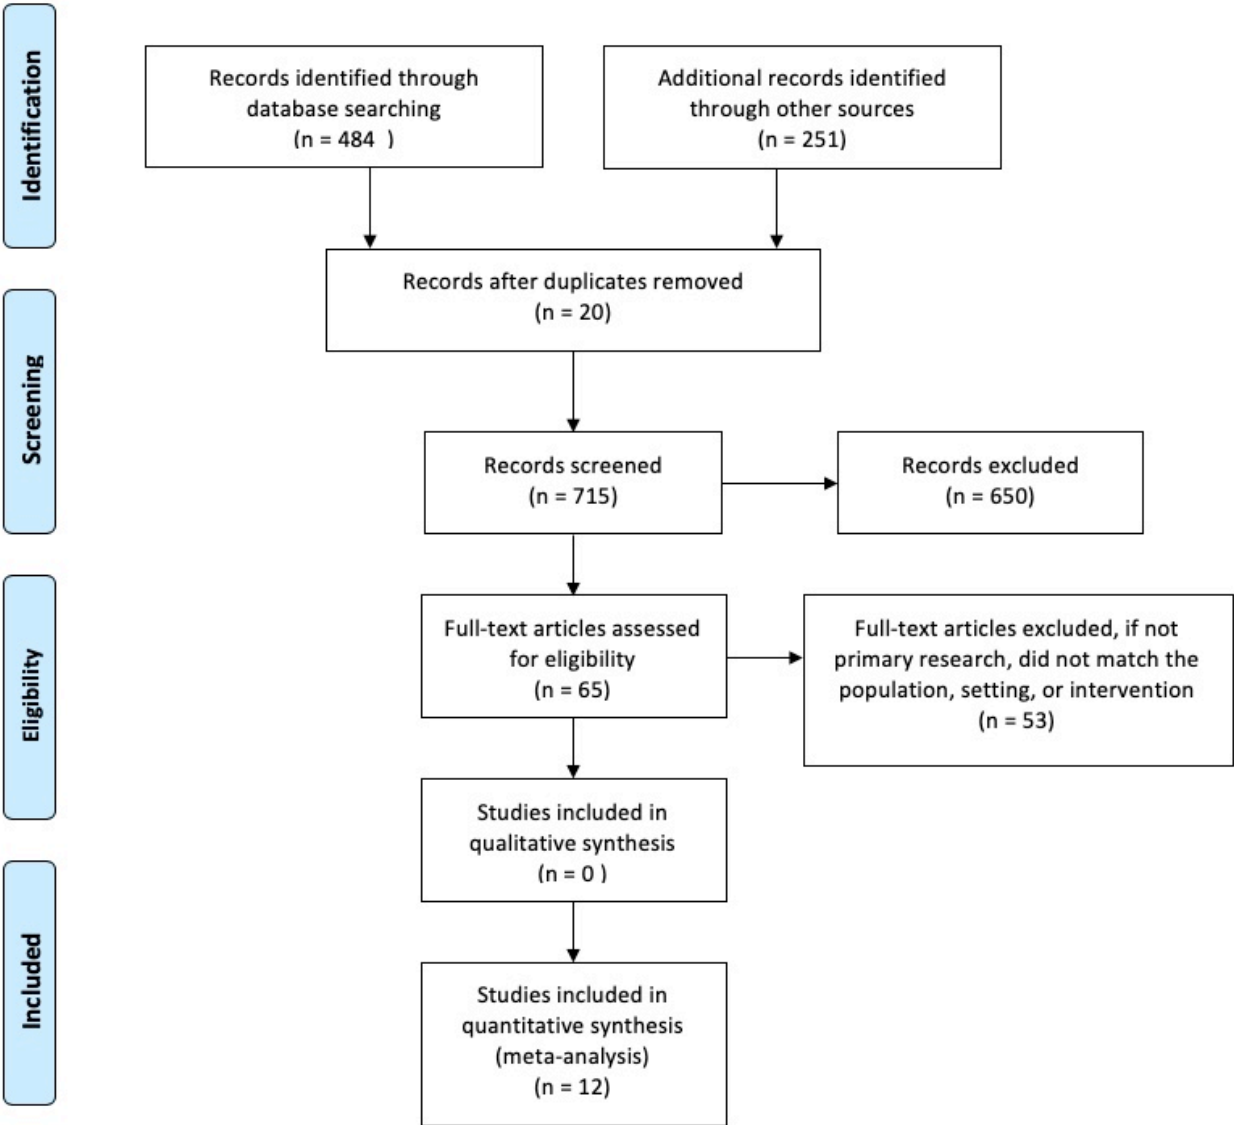 Identification
Records identified through
database searching
(n = 484  )
Additional records identified
through other sources
(n = 251)
Records after duplicates removed
(n = 20)
Screening
Records screened
(n = 715)
Records excluded
(n = 650)
Eligibility
Full-text articles assessed
for eligibility
(n = 65)
Full-text articles excluded, if not
primary research, did not match the
population, setting, or intervention
(n = 53)
Studies included in
qualitative synthesis
(n = 0 )
Included
Studies included in
quantitative synthesis
(meta-analysis)
(n = 12)